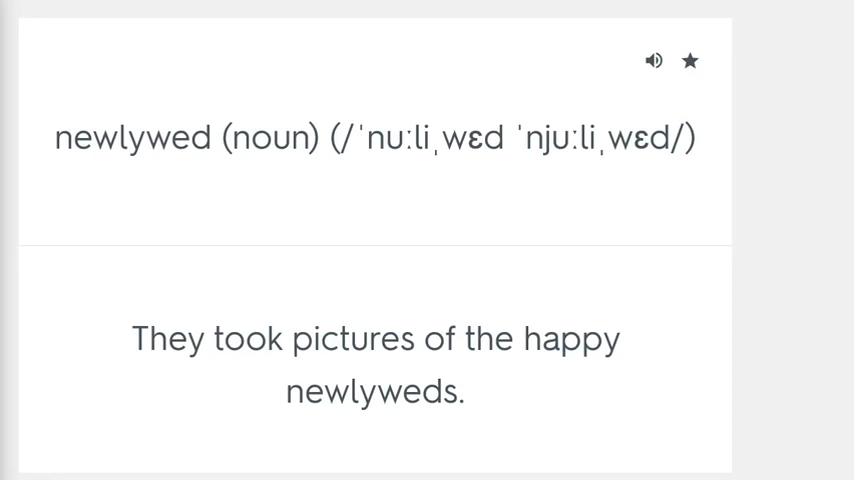 newlywed (noun) (/ˈnuːliˌwɛd ˈnjuːliˌwɛd/)
They took pictures of the happy
newlyweds.